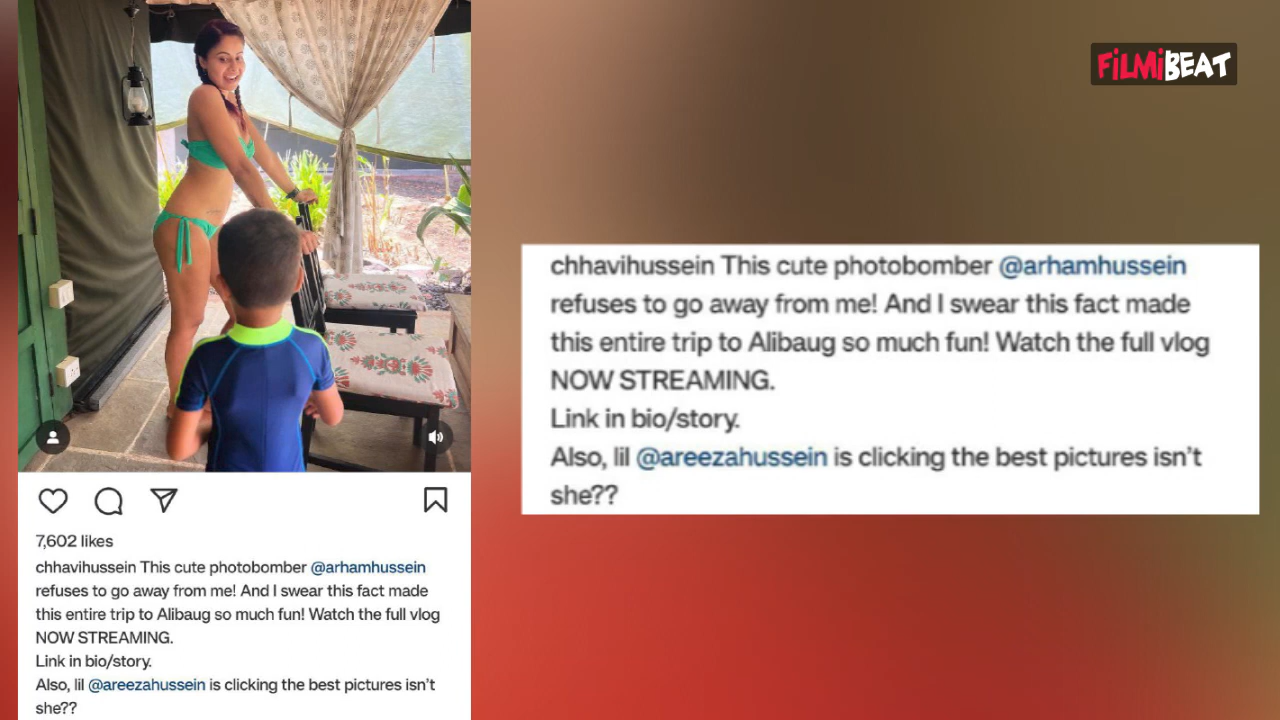 FiLMiBEAT
7,602 likes
chhavihussein This cute photobomber @arhamhussein
refuses to go away from me! And I swear this fact made
this entire trip to Alibaug so much fun! Watch the full vlog
NOW STREAMING.
Link in bio/story.
Also, lil @areezahussein is clicking the best pictures isn't
she??
chhavihussein This cute photobomber @arhamhussein
refuses to go away from me! And I swear this fact made
this entire trip to Alibaug so much fun! Watch the full vlog
NOW STREAMING.
Link in bio/story.
Also, lil @areezahussein is clicking the best pictures isn't
she??